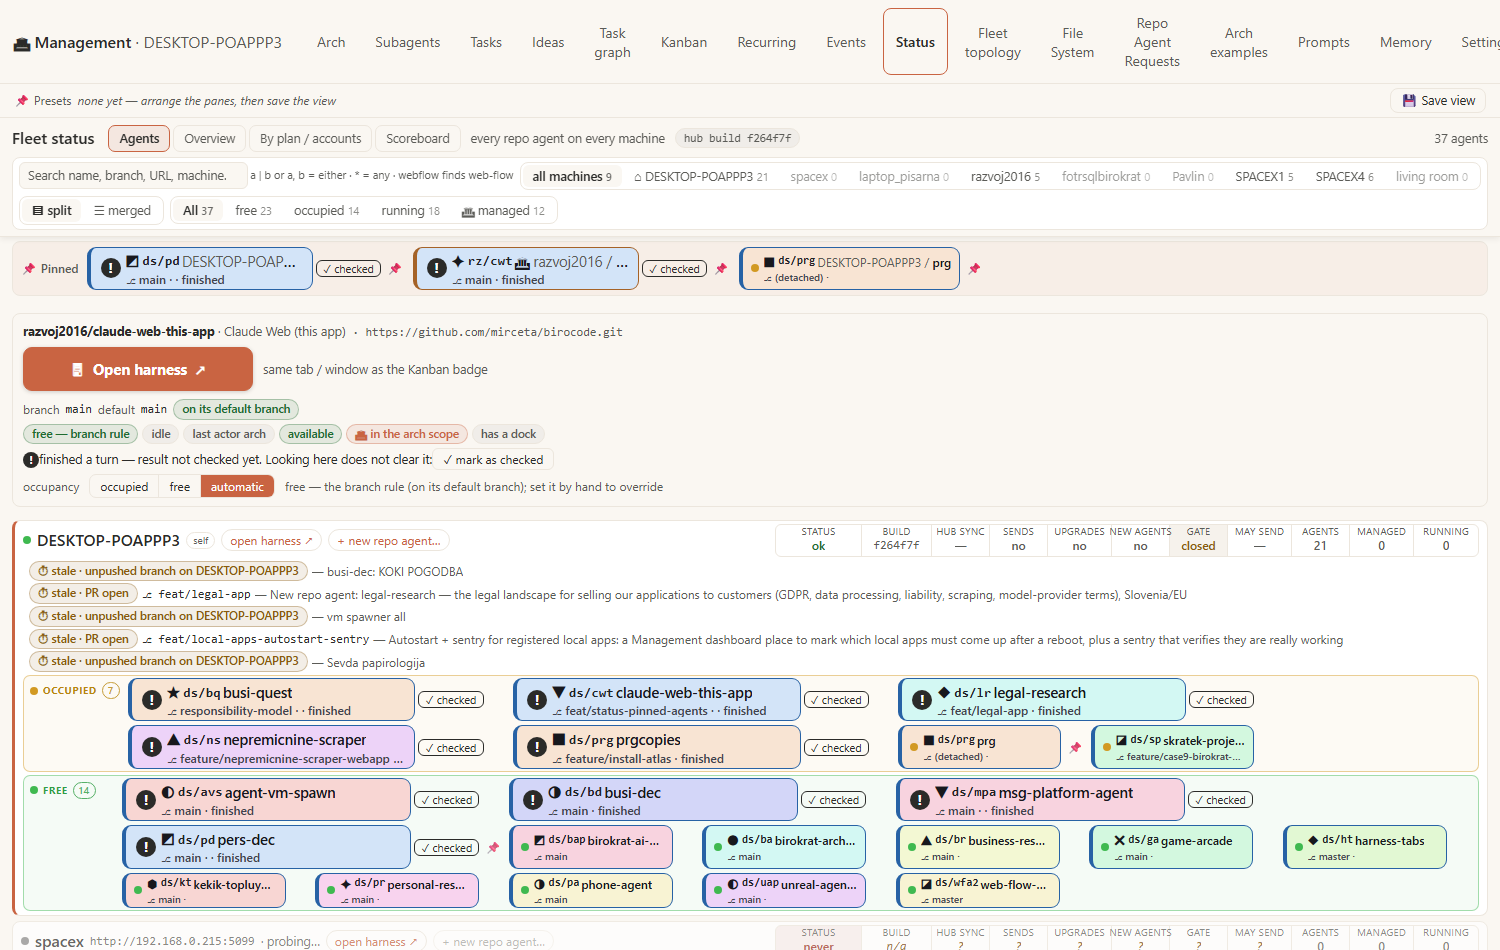 Management · DESKTOP-POAPPP3 Arch Subagents Tasks Ideas Task graph Kanban Recurring Events Status Fleet topology File System Repo Agent Requests Arch examples Prompts Memory
Presets none yet — arrange the panes, then save the view Save view
Fleet status Agents Overview By plan / accounts Scoreboard every repo agent on every machine hub build f264f7f 37 agents
Search name, branch, URL, machine. a | b or a, b = either · * = any · webflow finds web-flow all machines 9 ⌂ DESKTOP-POAPPP3 21 spacex 0 laptop_pisarna 0 razvoj2016 5 fotrsqlbirokrat 0 Pavlin 0 SPACEX1 5 SPACEX4 6 living room 0
split ☰ merged All 37 free 23 occupied 14 running 18 managed 12
Pinned ! ds/pd DESKTOP-POAP... ✓ checked ! rz/cwt razvoj2016 / ... ✓ checked ds/prg DESKTOP-POAPPP3 / prg
main · · finished main · finished (detached) ·
razvoj2016/claude-web-this-app · Claude Web (this app) · https://github.com/mirceta/birocode.git
Open harness ↗ same tab / window as the Kanban badge
branch main default main on its default branch
free — branch rule idle last actor arch available in the arch scope has a dock
! finished a turn — result not checked yet. Looking here does not clear it: ✓ mark as checked
occupancy occupied free automatic free — the branch rule (on its default branch); set it by hand to override
DESKTOP-POAPPP3 self open harness ↗ + new repo agent... STATUS BUILD HUB SYNC SENDS UPGRADES NEW AGENTS GATE MAY SEND AGENTS MANAGED RUNNING
ok f264f7f — no no no closed — 21 0 0
stale · unpushed branch on DESKTOP-POAPPP3 — busi-dec: KOKI POGODBA
stale · PR open feat/legal-app — New repo agent: legal-research — the legal landscape for selling our applications to customers (GDPR, data processing, liability, scraping, model-provider terms), Slovenia/EU
stale · unpushed branch on DESKTOP-POAPPP3 — vm spawner all
stale · PR open feat/local-apps-autostart-sentry — Autostart + sentry for registered local apps: a Management dashboard place to mark which local apps must come up after a reboot, plus a sentry that verifies they are really working
stale · unpushed branch on DESKTOP-POAPPP3 — Sevda papirologija
OCCUPIED 7 ! ★ ds/bq busi-quest ✓ checked ! ▼ ds/cwt claude-web-this-app ✓ checked ! ◆ ds/lr legal-research ✓ checked
responsibility-model · · finished feat/status-pinned-agents · · finished feat/legal-app · finished
! ▲ ds/ns nepremicnine-scraper ✓ checked ! ■ ds/prg prgcopies ✓ checked ■ ds/prg prg ds/sp skratek-proje...
feature/nepremicnine-scraper-webapp ... feature/install-atlas · finished (detached) · feature/case9-birokrat-...
FREE 14 ! ds/avs agent-vm-spawn ✓ checked ! ds/bd busi-dec ✓ checked ! ▼ ds/mpa msg-platform-agent ✓ checked
main · finished main · finished main · · finished
! ds/pd pers-dec ✓ checked ds/bap birokrat-ai-... ds/ba birokrat-arch... ▲ ds/br business-res... ds/ga game-arcade ◆ ds/ht harness-tabs
main · · finished main main main · main · master ·
ds/kt kekik-topluy... ds/pr personal-res... ds/pa phone-agent ds/uap unreal-agen... ds/wfa2 web-flow-...
main · main · main main · master
spacex http://192.168.0.215:5099 · probing... open harness ↗ + new repo agent... STATUS BUILD HUB SYNC SENDS UPGRADES NEW AGENTS GATE MAY SEND AGENTS MANAGED RUNNING
never n/a ? ? ? ? ? ? 0 0 0